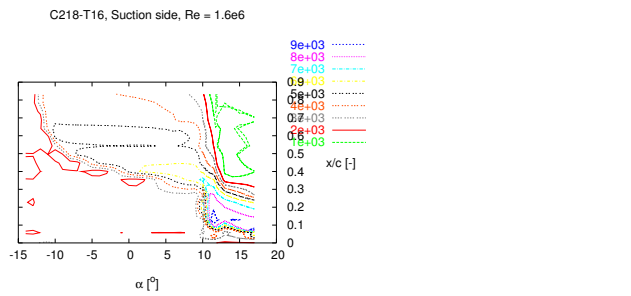 C218-T16, Suction side, Re = 1.6e6
9e+03
8e+03
7e+03
0.9
5e+03
0.8
4e+03
0.7
2e+03
0.6
1e+03
0.5
x/c [-]
0.4
0.3
0.2
0.1
0
-15 -10 -5 0 5 10 15 20
α [º]